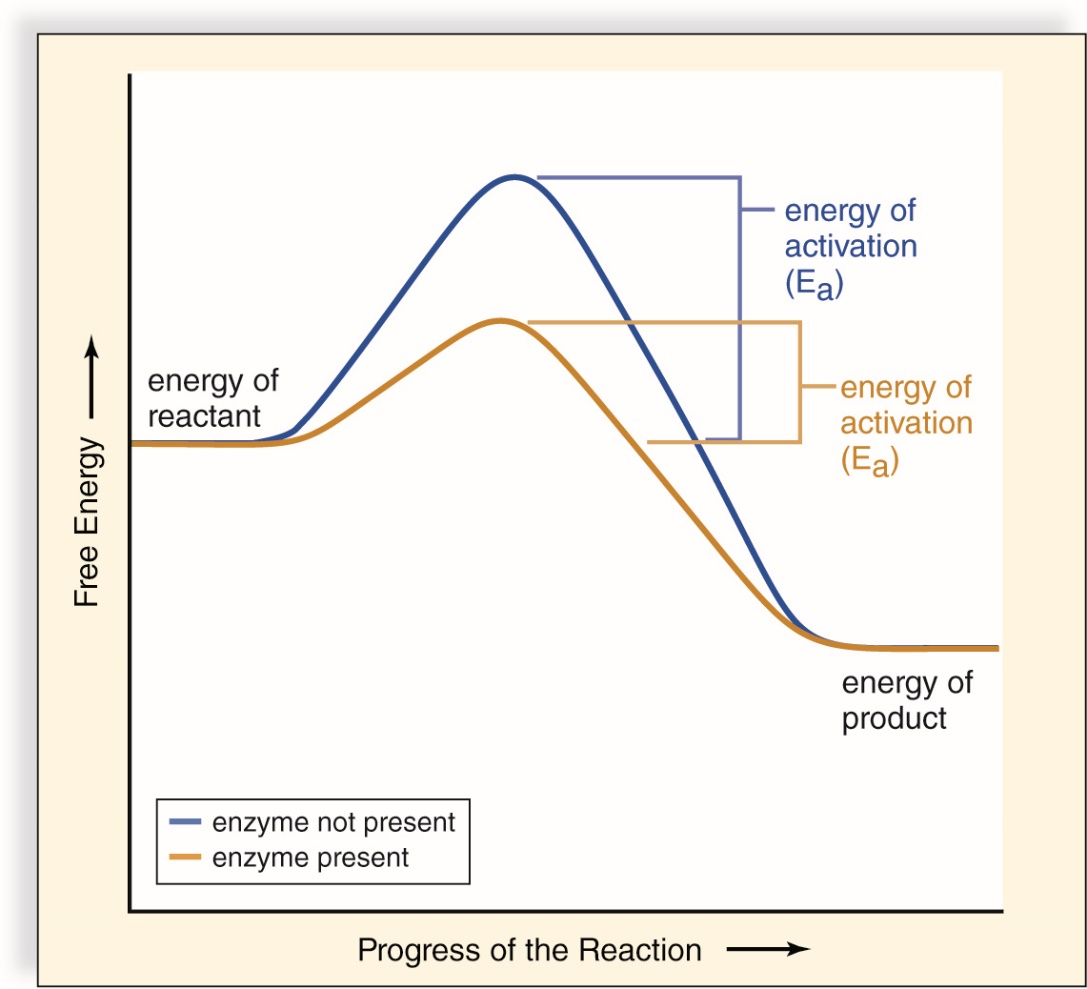 energy of
activation
(Ea)
energy of
reactant
energy of
activation
(Ea)
Free Energy
energy of
product
enzyme not present
enzyme present
Progress of the Reaction